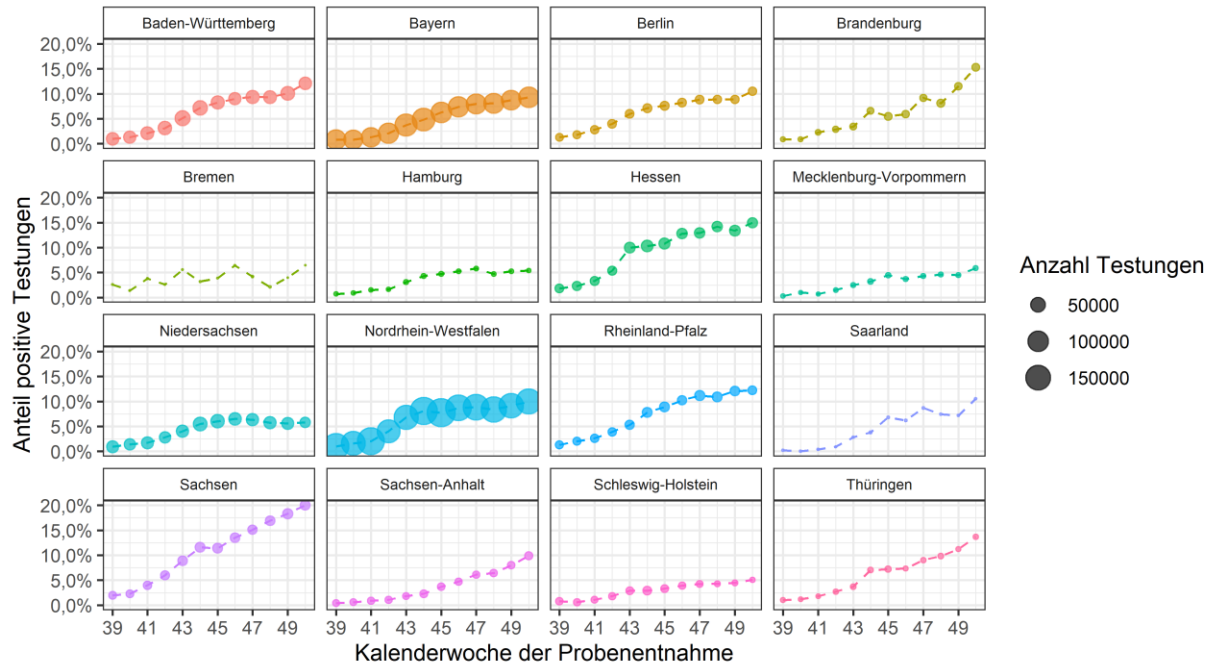 Baden-Württemberg
Bayern
Berlin
Brandenburg
20,0%
15,0%
10,0%
5,0%
0,0%
Bremen
Hamburg
Hessen
Mecklenburg-Vorpommern
20,0%
15,0%
10,0%
5,0%
0,0%
Niedersachsen
Nordrhein-Westfalen
Rheinland-Pfalz
Saarland
20,0%
15,0%
10,0%
5,0%
0,0%
Sachsen
Sachsen-Anhalt
Schleswig-Holstein
Thüringen
20,0%
15,0%
10,0%
5,0%
0,0%
39 41 43 45 47 49
39 41 43 45 47 49
39 41 43 45 47 49
39 41 43 45 47 49
Kalenderwoche der Probenentnahme
Anteil positive Testungen
Anzahl Testungen
50000
100000
150000